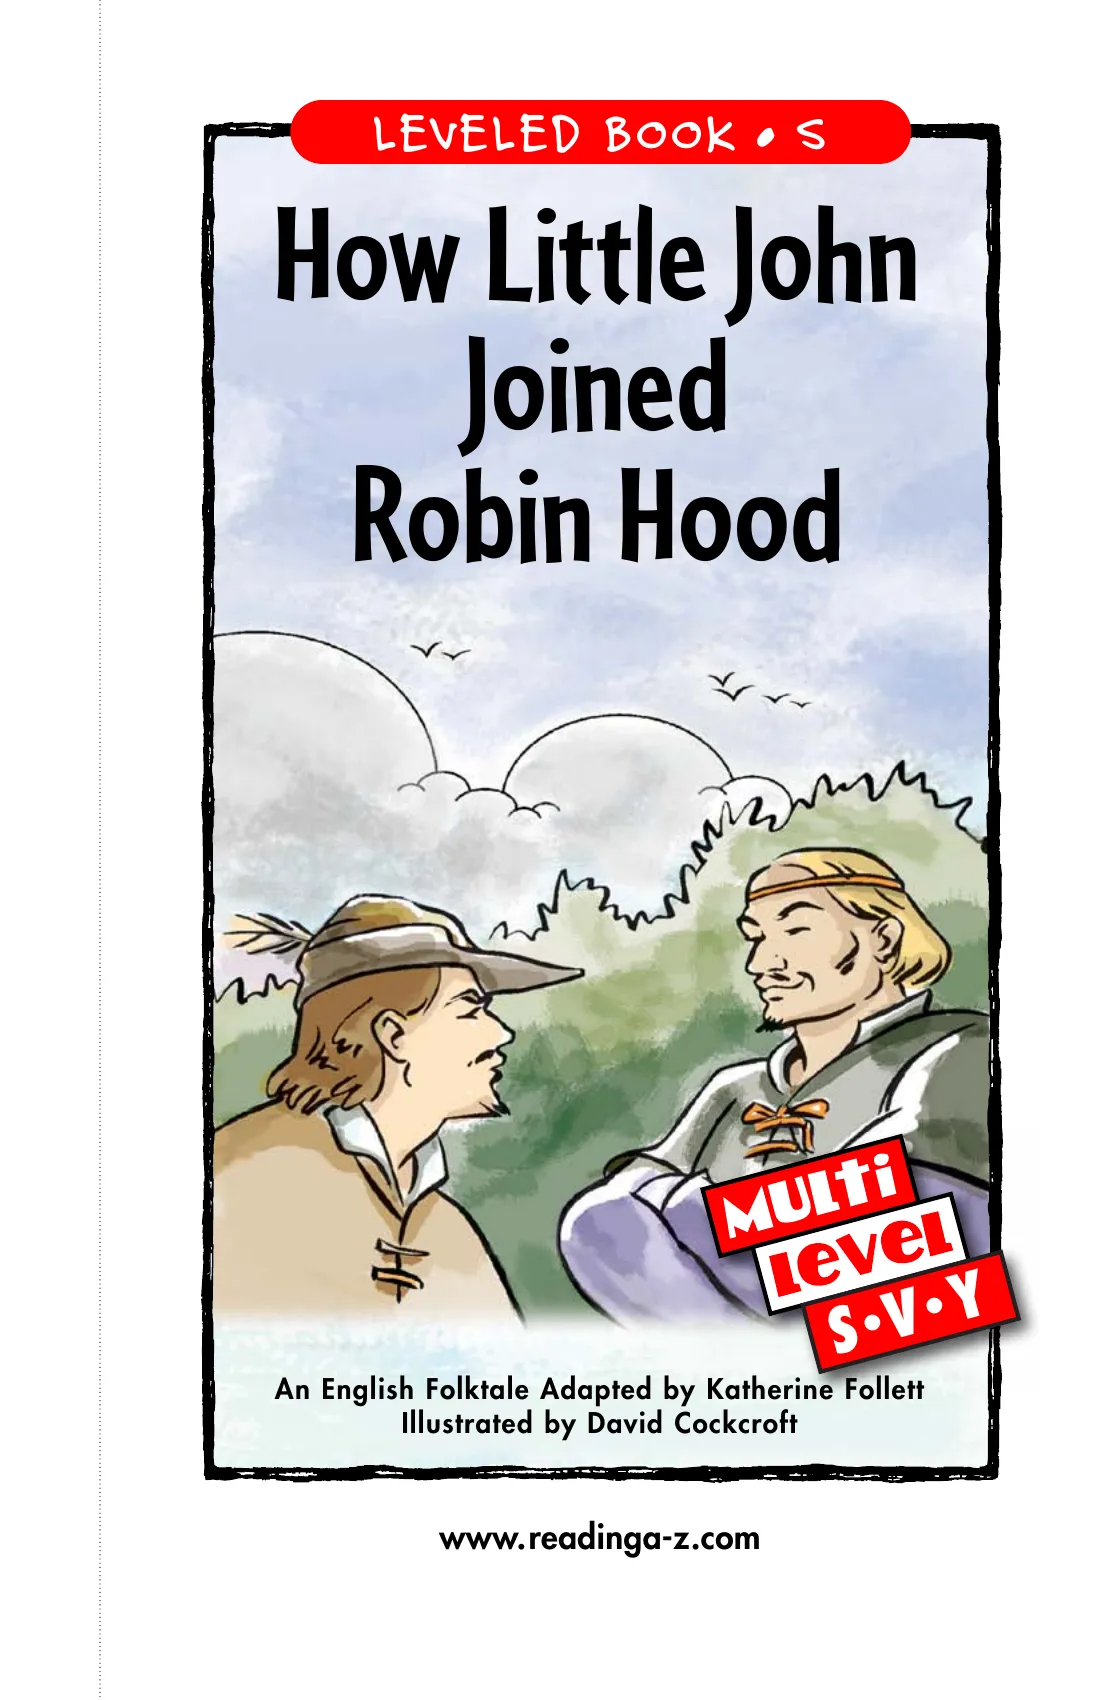 LEVELED BOOK • S
How Little John
Joined
Robin Hood
Multi
level
S•V•Y
An English Folktale Adapted by Katherine Follett
Illustrated by David Cockcroft
www.readinga-z.com